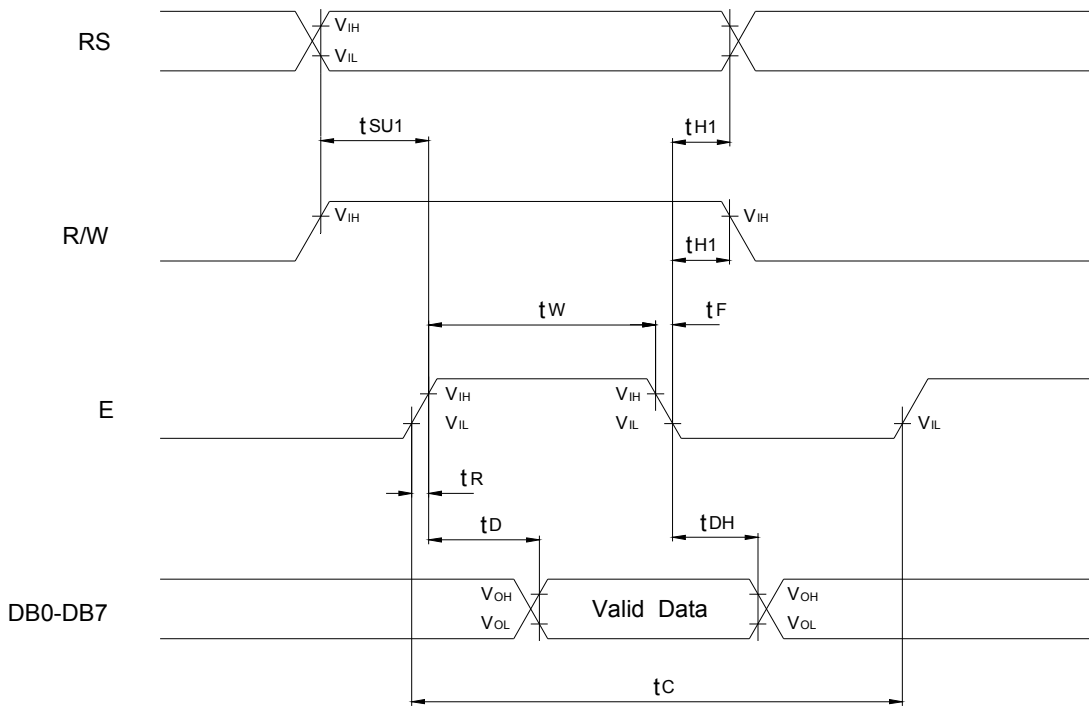 RS
VIH
VIL
tSU1
tH1
R/W
VIH
VIH
tH1
tW
tF
E
VIH
VIH
VIL
VIL
VIL
tR
tD
tDH
DB0-DB7
VOH
Valid Data
VOH
VOL
VOL
tC